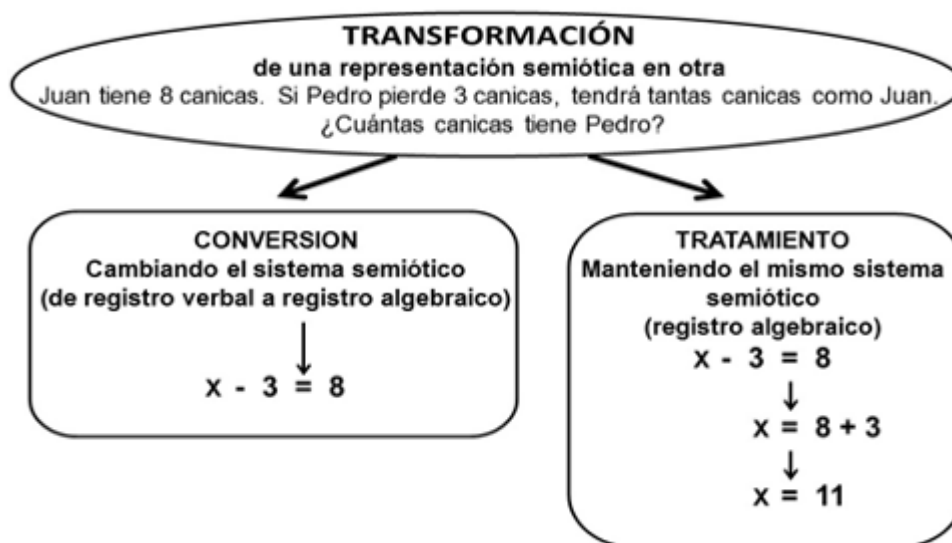 TRANSFORMACIÓN
de una representación semiótica en otra
Juan tiene 8 canicas. Si Pedro pierde 3 canicas, tendrá tantas canicas como Juan.
¿Cuántas canicas tiene Pedro?
CONVERSION
Cambiando el sistema semiótico
(de registro verbal a registro algebraico)
x - 3 = 8
TRATAMIENTO
Manteniendo el mismo sistema
semiótico
(registro algebraico)
x - 3 = 8
x = 8 + 3
x = 11